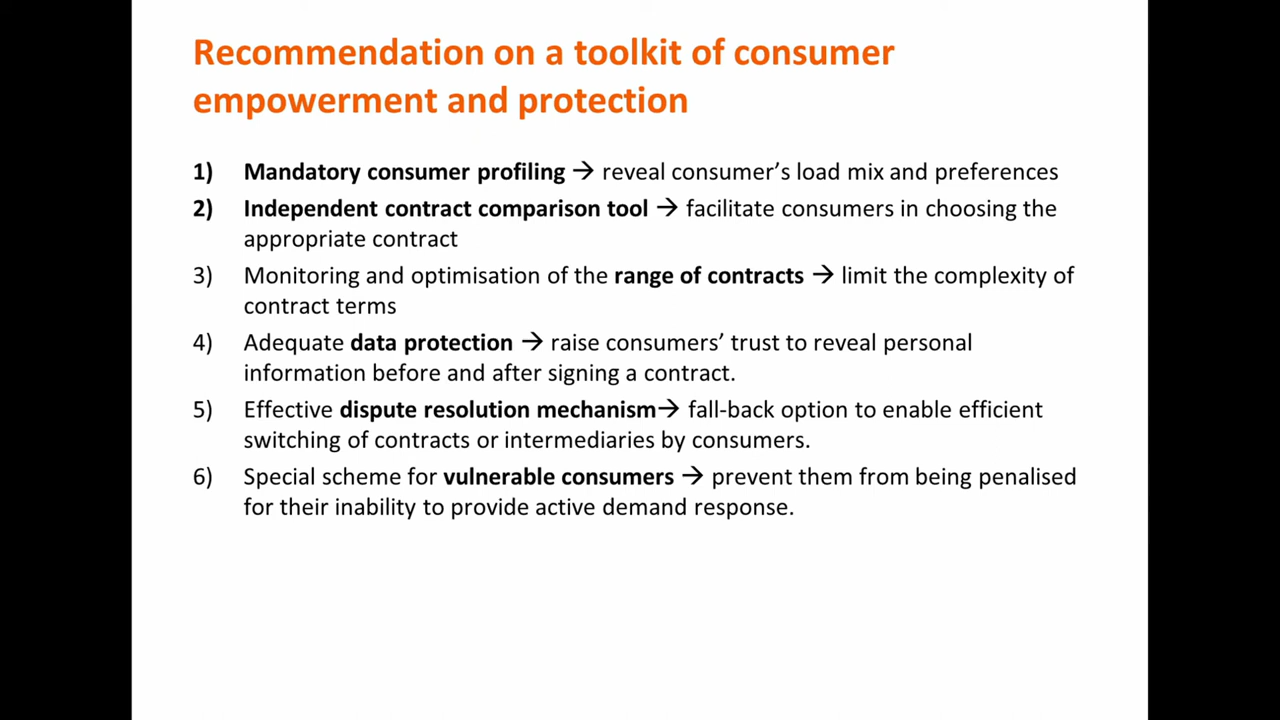 Recommendation on a toolkit of consumer
empowerment and protection
1) Mandatory consumer profiling → reveal consumer’s load mix and preferences
2) Independent contract comparison tool → facilitate consumers in choosing the
appropriate contract
3) Monitoring and optimisation of the range of contracts → limit the complexity of
contract terms
4) Adequate data protection → raise consumers’ trust to reveal personal
information before and after signing a contract.
5) Effective dispute resolution mechanism→ fall-back option to enable efficient
switching of contracts or intermediaries by consumers.
6) Special scheme for vulnerable consumers → prevent them from being penalised
for their inability to provide active demand response.